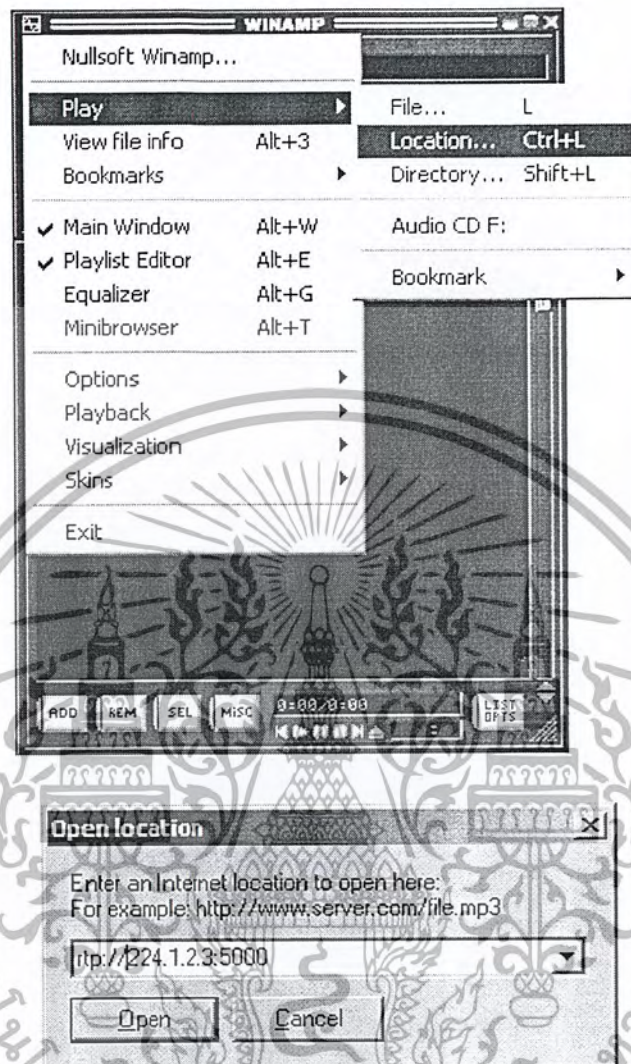 WINAMP
Nullsoft Winamp...
Play
View file info Alt+3
Bookmarks
Main Window Alt+W
Playlist Editor Alt+E
Equalizer Alt+G
Minibrowser Alt+T
Options
Playback
Visualization
Skins
Exit
File... L
Location... Ctrl+L
Directory... Shift+L
Audio CD F:
Bookmark
ADD REM SEL MISC 0:00/0:00 LIST OPTS
Open location
Enter an Internet location to open here:
For example: http://www.server.com/file.mp3
rtp://224.1.2.3:5000
Open Cancel